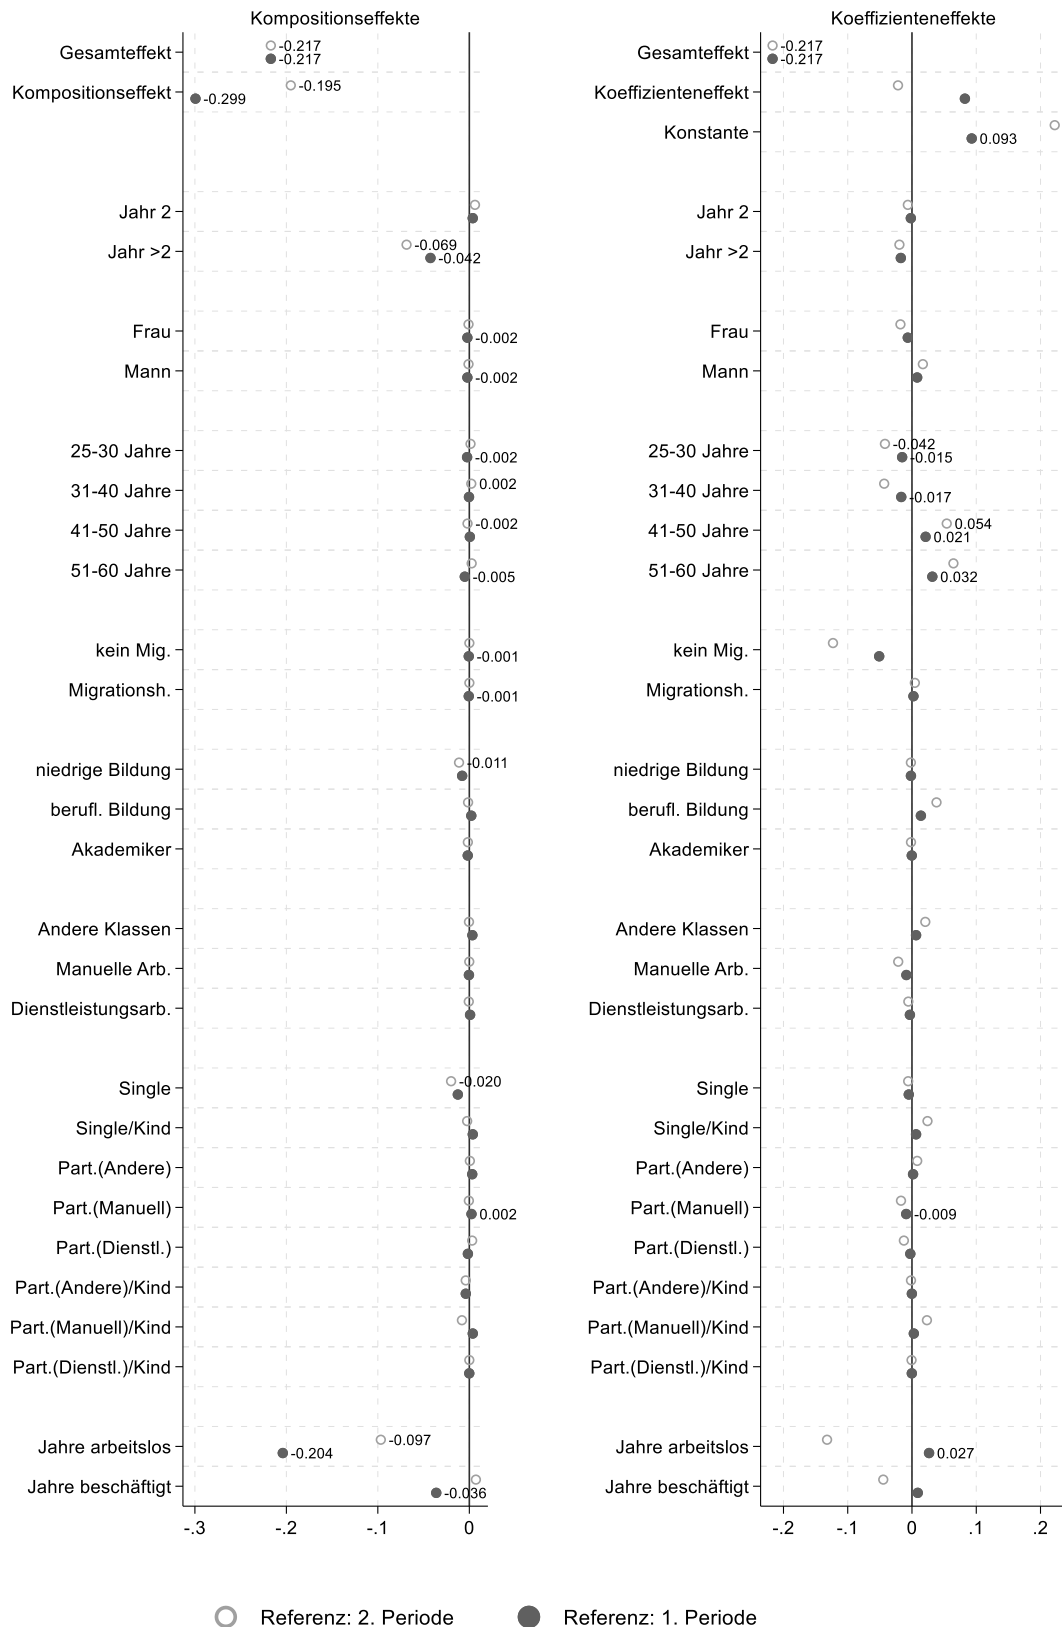 Kompositionseffekte
Gesamteffekt
-0.217
-0.217
Kompositionseffekt
-0.195
-0.299
Jahr 2
Jahr >2
-0.069
-0.042
Frau
-0.002
Mann
-0.002
25-30 Jahre
-0.002
31-40 Jahre
0.002
41-50 Jahre
-0.002
51-60 Jahre
-0.005
kein Mig.
-0.001
Migrationsh.
-0.001
niedrige Bildung
-0.011
berufl. Bildung
Akademiker
Andere Klassen
Manuelle Arb.
Dienstleistungsarb.
Single
-0.020
Single/Kind
Part.(Andere)
Part.(Manuell)
0.002
Part.(Dienstl.)
Part.(Andere)/Kind
Part.(Manuell)/Kind
Part.(Dienstl.)/Kind
Jahre arbeitslos
-0.097
-0.204
Jahre beschäftigt
-0.036
-.3 -.2 -.1 0
Koeffizienteneffekte
Gesamteffekt
-0.217
-0.217
Koeffizienteneffekt
Konstante
0.093
Jahr 2
Jahr >2
Frau
Mann
25-30 Jahre
-0.042
-0.015
31-40 Jahre
-0.017
41-50 Jahre
0.054
0.021
51-60 Jahre
0.032
kein Mig.
Migrationsh.
niedrige Bildung
berufl. Bildung
Akademiker
Andere Klassen
Manuelle Arb.
Dienstleistungsarb.
Single
Single/Kind
Part.(Andere)
Part.(Manuell)
-0.009
Part.(Dienstl.)
Part.(Andere)/Kind
Part.(Manuell)/Kind
Part.(Dienstl.)/Kind
Jahre arbeitslos
0.027
Jahre beschäftigt
-.2 -.1 0 .1 .2
Referenz: 2. Periode
Referenz: 1. Periode